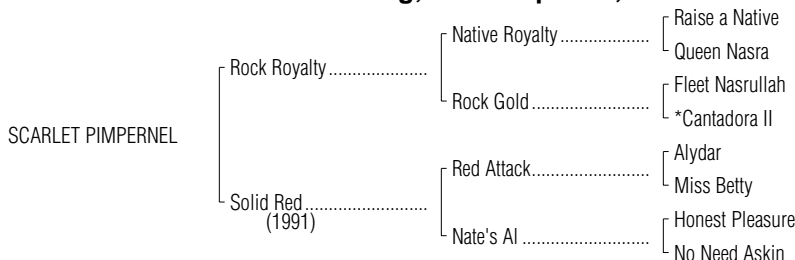 Raise a Native
Native Royalty
Queen Nasra
Rock Royalty
Fleet Nasrullah
Rock Gold
*Cantadora II
SCARLET PIMPERNEL
Alydar
Red Attack
Miss Betty
Solid Red
(1991)
Honest Pleasure
Nate's Al
No Need Askin